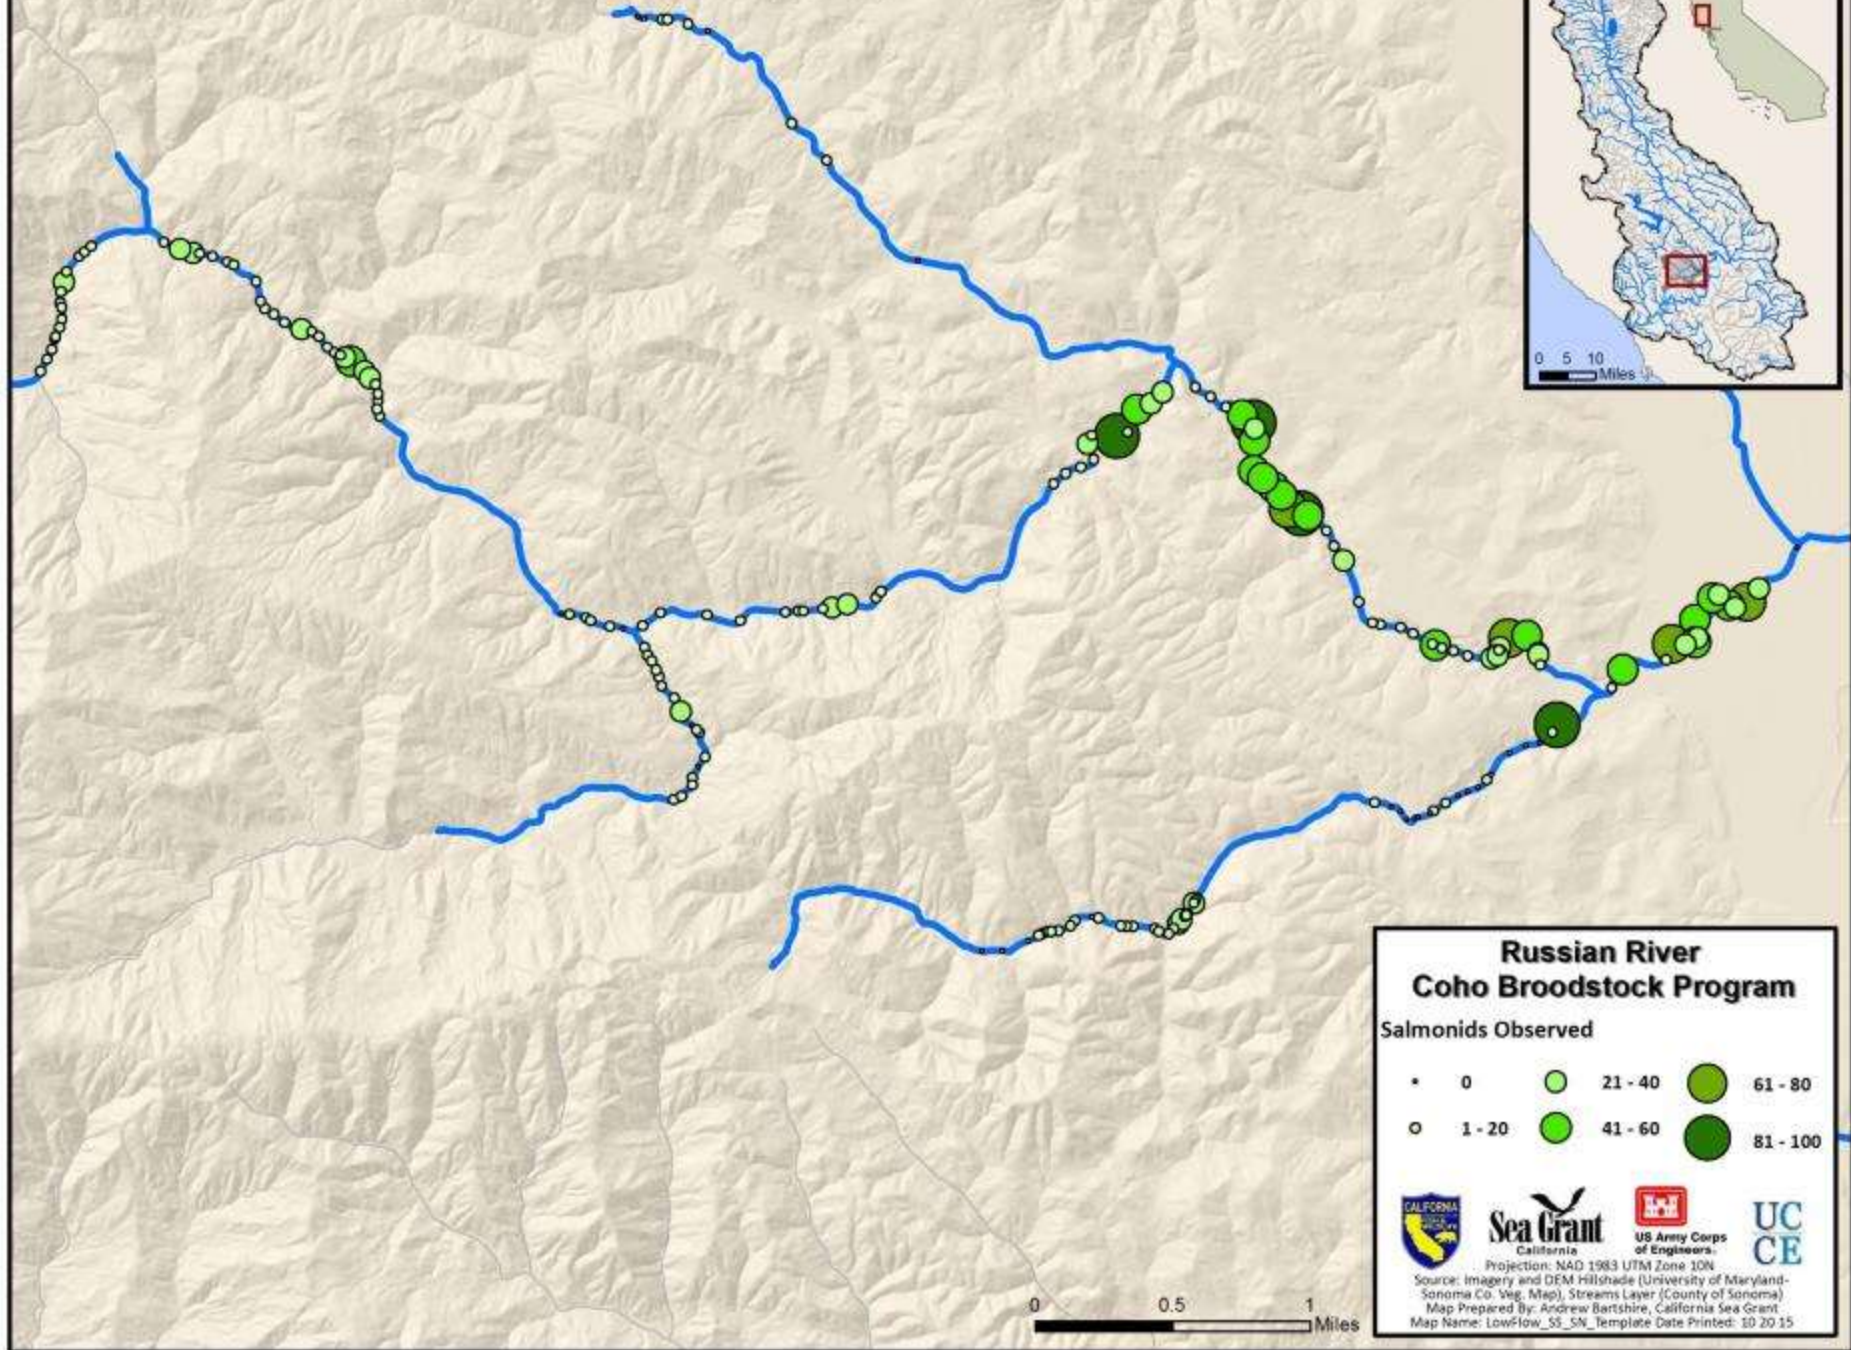 0 5 10
Miles
Russian River
Coho Broodstock Program
Salmonids Observed
0
21 - 40
61 - 80
1 - 20
41 - 60
81 - 100
CALIFORNIA
Sea Grant
California
US Army Corps
of Engineers.
UC
CE
Projection: NAD 1983 UTM Zone 10N
Source: Imagery and DEM Hillshade (University of Maryland-
Sonoma Co. Veg. Map), Streams Layer (County of Sonoma)
Map Prepared By: Andrew Bartshire, California Sea Grant
Map Name: LowFlow_SS_SN_Template Date Printed: 10 20 15
0 0.5 1
Miles